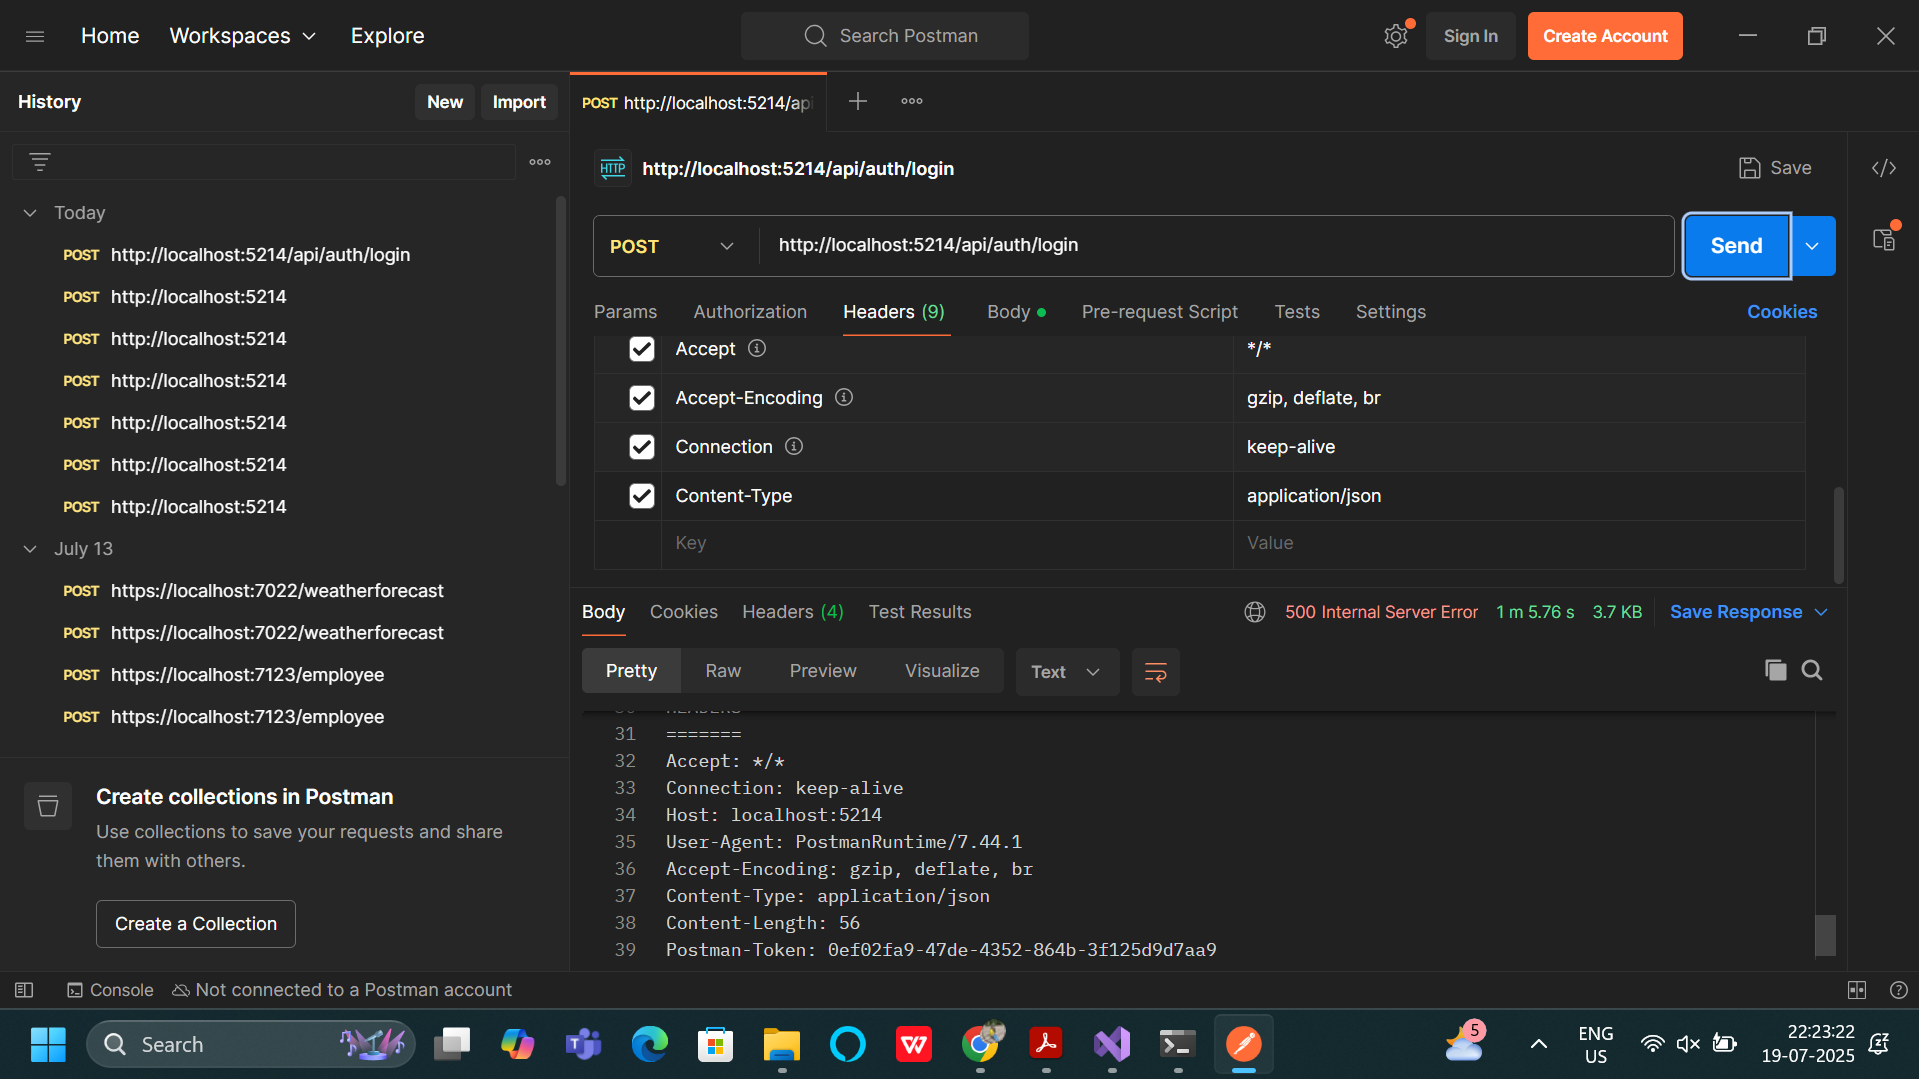 Home
Workspaces
Explore
Search Postman
Sign In
Create Account
History
New
Import
POST http://localhost:5214/api
Today
POST http://localhost:5214/api/auth/login
POST http://localhost:5214
POST http://localhost:5214
POST http://localhost:5214
POST http://localhost:5214
POST http://localhost:5214
POST http://localhost:5214
July 13
POST https://localhost:7022/weatherforecast
POST https://localhost:7022/weatherforecast
POST https://localhost:7123/employee
POST https://localhost:7123/employee
Create collections in Postman
Use collections to save your requests and share
them with others.
Create a Collection
HTTP http://localhost:5214/api/auth/login
Save
POST http://localhost:5214/api/auth/login
Send
Params Authorization Headers (9) Body Pre-request Script Tests Settings Cookies
Accept */*
Accept-Encoding gzip, deflate, br
Connection keep-alive
Content-Type application/json
Key Value
Body Cookies Headers (4) Test Results 500 Internal Server Error 1 m 5.76 s 3.7 KB Save Response
Pretty Raw Preview Visualize Text
30 HEADERS
31 =======
32 Accept: */*
33 Connection: keep-alive
34 Host: localhost:5214
35 User-Agent: PostmanRuntime/7.44.1
36 Accept-Encoding: gzip, deflate, br
37 Content-Type: application/json
38 Content-Length: 56
39 Postman-Token: 0ef02fa9-47de-4352-864b-3f125d9d7aa9
Console Not connected to a Postman account
Search
5
ENG
US
22:23:22
19-07-2025